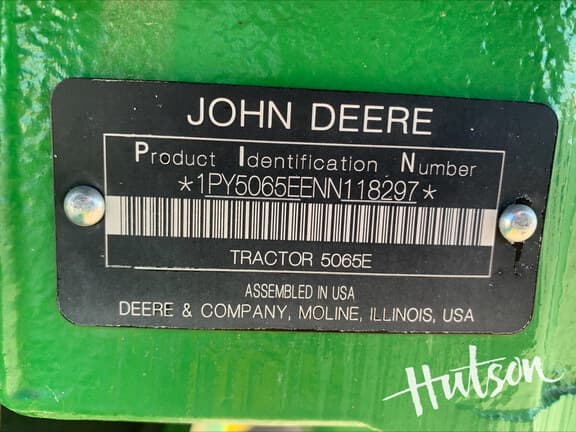 JOHN DEERE
Product Identification Number
*1PY5065EENN118297*
TRACTOR 5065E
ASSEMBLED IN USA
DEERE & COMPANY, MOLINE, ILLINOIS, USA
Hutson